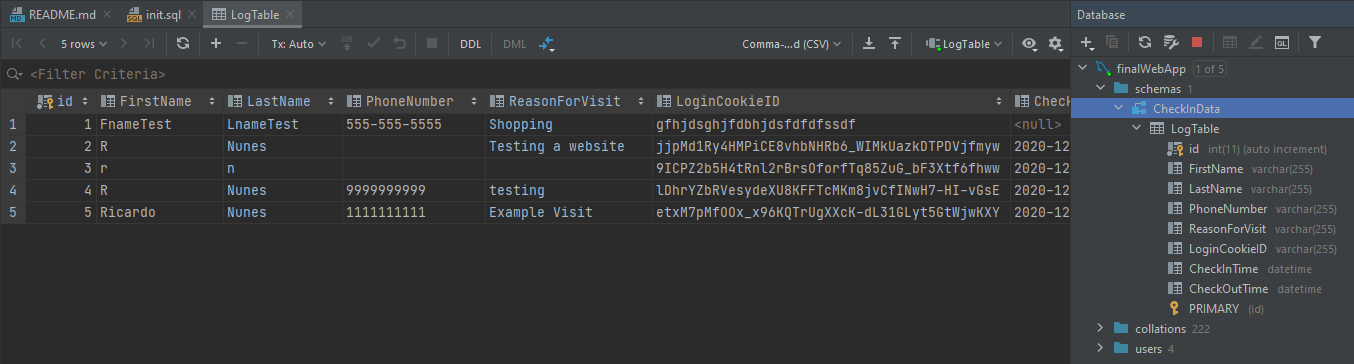 README.md init.sql LogTable Database
5 rows Tx: Auto DB DDL DML Comma-...d (CSV) LogTable QL
<Filter Criteria>
id FirstName LastName PhoneNumber ReasonForVisit LoginCookieID Check
1 1 FnameTest LnameTest 555-555-5555 Shopping gfhjdsghjfdbhjdsfdfdfssdf <null>
2 2 R Nunes Testing a website jjpMd1Ry4HMPiCE8vhbNHRb6_WIMkUazkDTPDVjfmyw 2020-12
3 3 r n 9ICPZ2b5H4tRnl2rBrsOforfTq85ZuG_bF3Xtf6fhww 2020-12
4 4 R Nunes 9999999999 testing lDhrYZbRVesydeXU8KFFTcMKm8jvCfINwH7-HI-vGsE 2020-12
5 5 Ricardo Nunes 1111111111 Example Visit etxM7pMfOOx_x96KQTrUgXXcK-dL31GLyt5GtWjwKXY 2020-12
finalWebApp 1 of 5
schemas 1
CheckInData
LogTable
id int(11) (auto increment)
FirstName varchar(255)
LastName varchar(255)
PhoneNumber varchar(255)
ReasonForVisit varchar(255)
LoginCookieID varchar(255)
CheckInTime datetime
CheckOutTime datetime
PRIMARY (id)
collations 222
users 4